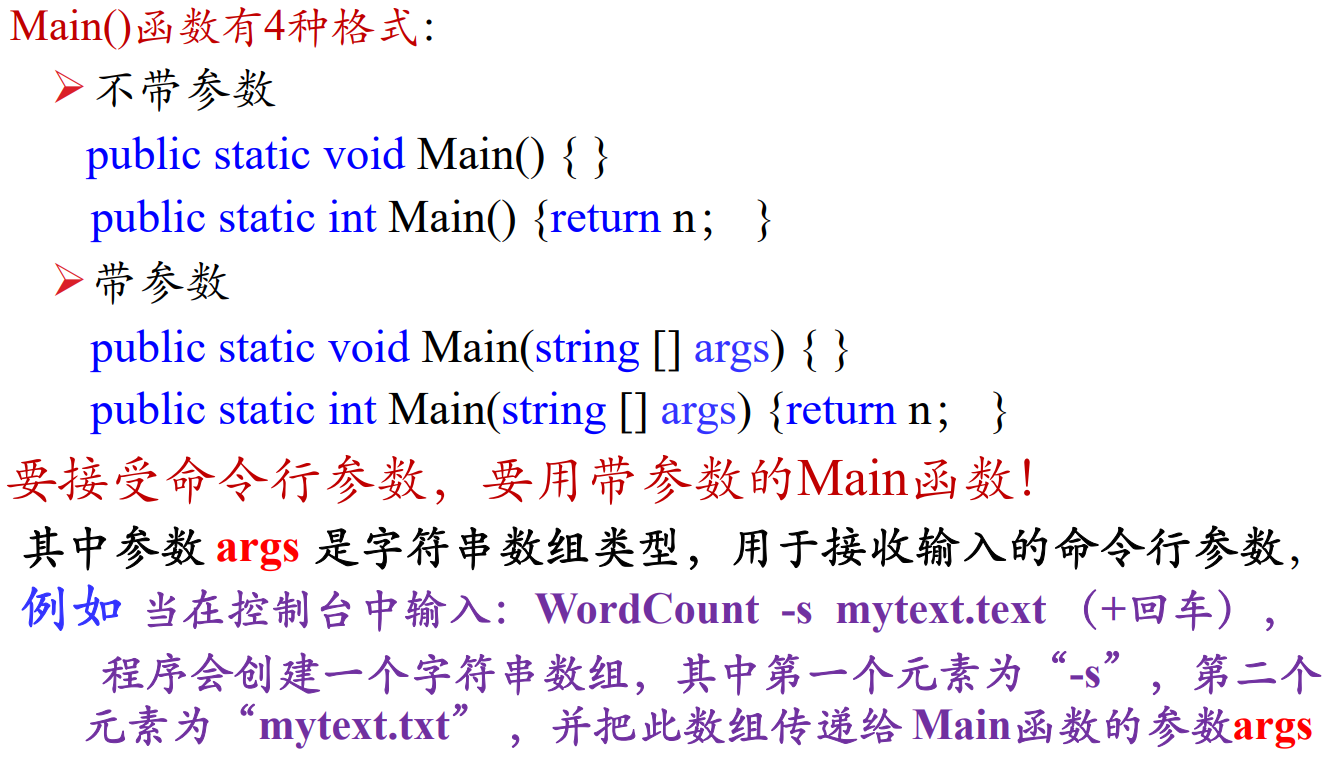 Main()函数有4种格式：
➢不带参数
public static void Main() { }
public static int Main() {return n； }
➢带参数
public static void Main(string [] args) { }
public static int Main(string [] args) {return n； }
要接受命令行参数，要用带参数的Main函数！
其中参数 args 是字符串数组类型，用于接收输入的命令行参数，
例如 当在控制台中输入：WordCount -s mytext.text （+回车），
程序会创建一个字符串数组，其中第一个元素为“-s”，第二个
元素为“mytext.txt”，并把此数组传递给 Main函数的参数args